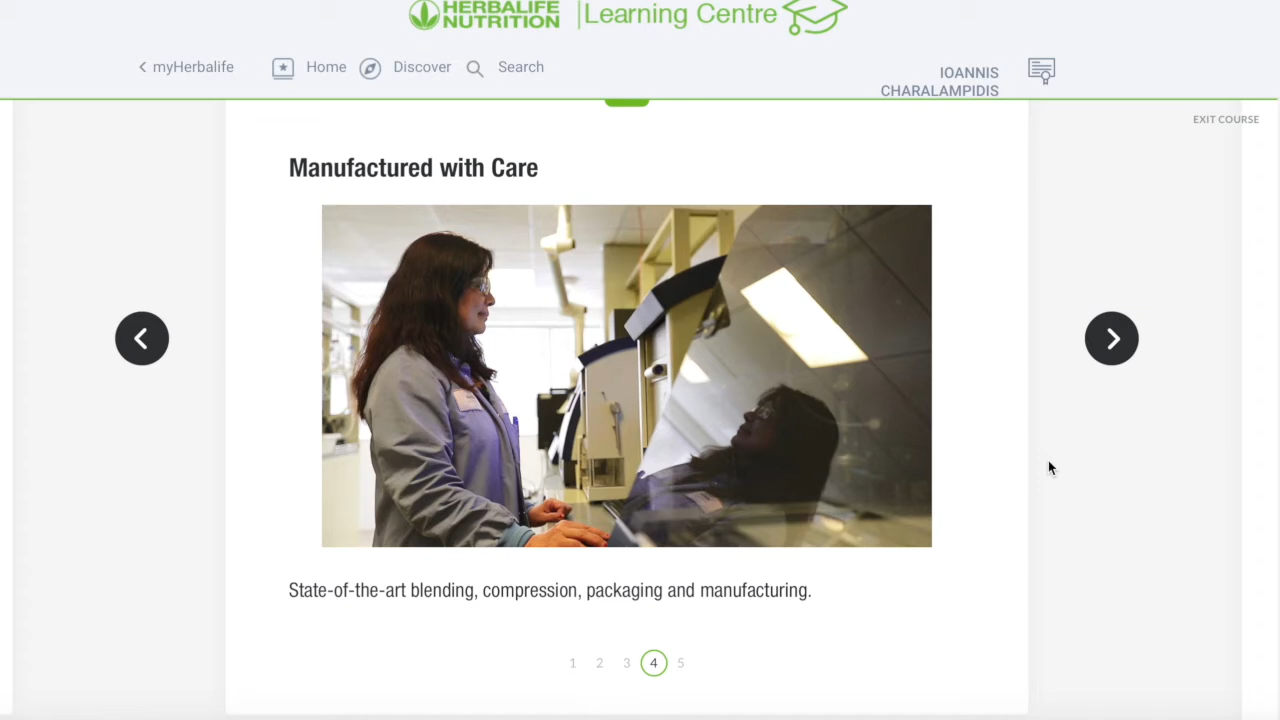 HERBALIFE
NUTRITION
Learning Centre
myHerbalife
Home
Discover
Search
IOANNIS
CHARALAMPIDIS
EXIT COURSE
Manufactured with Care
State-of-the-art blending, compression, packaging and manufacturing.
1 2 3 4 5